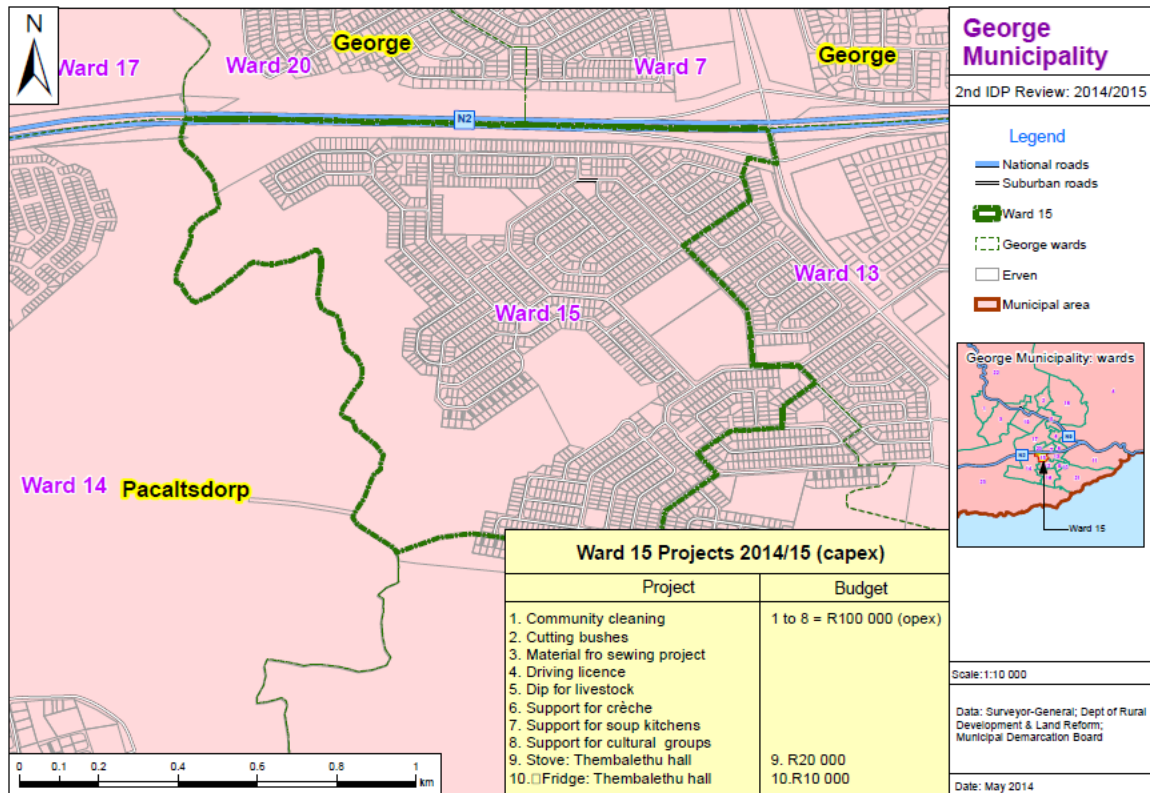 N
Ward 17
Ward 20
George
Ward 7
George
N2
Ward 13
Ward 15
Ward 14
Pacaltsdorp
0 0.1 0.2 0.4 0.6 0.8 1
km
Ward 15 Projects 2014/15 (capex)
Project Budget
1. Community cleaning 1 to 8 = R100 000 (opex)
2. Cutting bushes
3. Material fro sewing project
4. Driving licence
5. Dip for livestock
6. Support for crèche
7. Support for soup kitchens
8. Support for cultural groups
9. Stove: Thembalethu hall 9. R20 000
10.□Fridge: Thembalethu hall 10.R10 000
George
Municipality
2nd IDP Review: 2014/2015
Legend
National roads
Suburban roads
Ward 15
George wards
Erven
Municipal area
George Municipality: wards
N2
Ward 15
Scale:1:10 000
Data: Surveyor-General; Dept of Rural
Development & Land Reform;
Municipal Demarcation Board
Date: May 2014